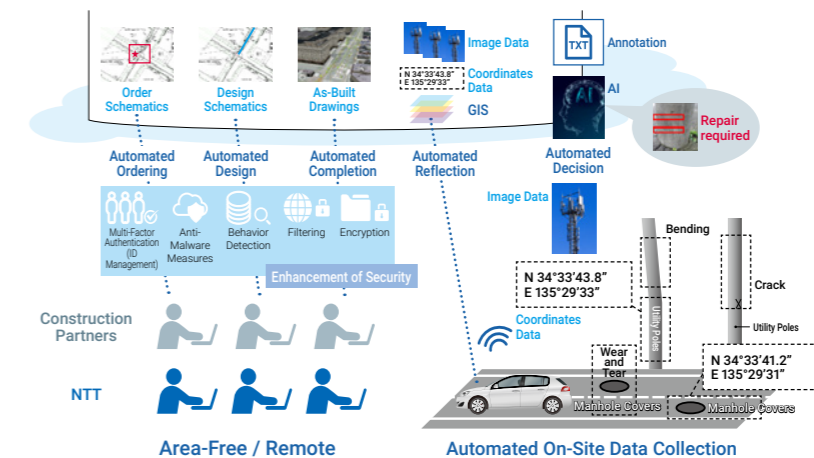 Order
Schematics
Design
Schematics
As-Built
Drawings
Image Data
N 34°33'43.8"
E 135°29'33"
Coordinates
Data
GIS
TXT
Annotation
AI
AI
Repair
required
Automated
Ordering
Automated
Design
Automated
Completion
Automated
Reflection
Automated
Decision
Multi-Factor
Authentication
(ID
Management)
Anti-
Malware
Measures
Behavior
Detection
Filtering
Encryption
Enhancement of Security
Image Data
Bending
N 34°33'43.8"
E 135°29'33"
Crack
Utility Poles
Utility Poles
Construction
Partners
Coordinates
Data
Wear
and
Tear
N 34°33'41.2"
E 135°29'31"
NTT
Manhole Covers
Manhole Covers
Area-Free / Remote
Automated On-Site Data Collection